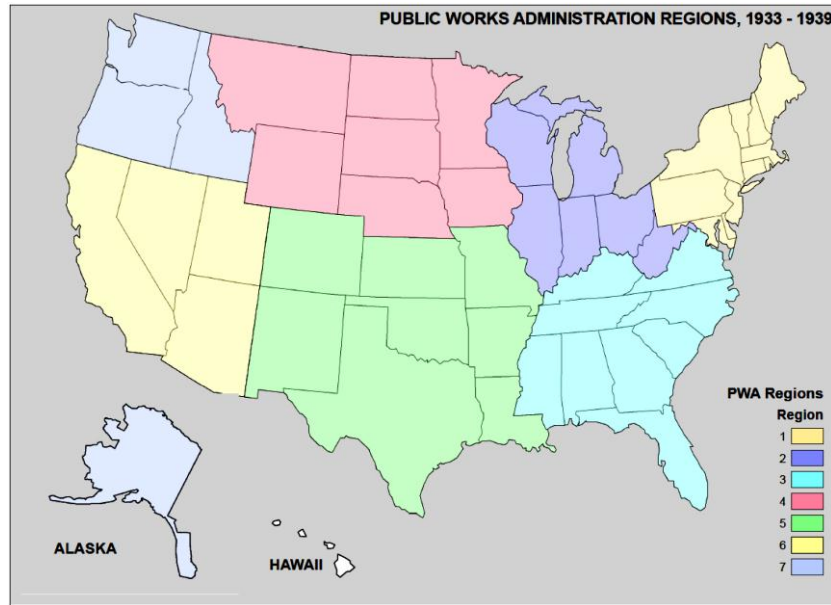 PUBLIC WORKS ADMINISTRATION REGIONS, 1933 - 1939
PWA Regions
Region
1
2
3
4
5
6
7
ALASKA
HAWAII